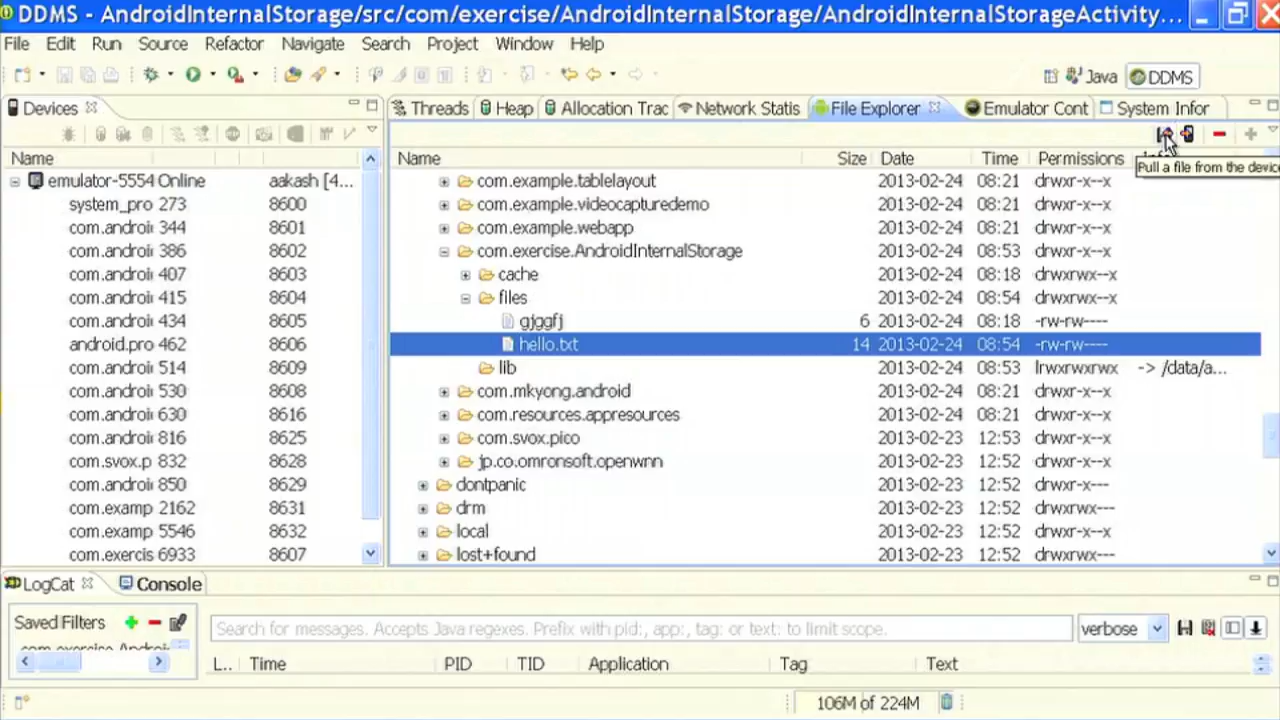 DDMS - AndroidInternalStorage/src/com/exercise/AndroidInternalStorage/AndroidInternalStorageActivity...
File Edit Run Source Refactor Navigate Search Project Window Help
Java DDMS
Devices
Threads Heap Allocation Trac Network Statis File Explorer Emulator Cont System Infor
Name
Name Size Date Time Permissions
Pull a file from the device
emulator-5554 Online aakash [4...
system_pro 273 8600
com.androi 344 8601
com.androi 386 8602
com.androi 407 8603
com.androi 415 8604
com.androi 434 8605
android.pro 462 8606
com.androi 514 8609
com.androi 530 8608
com.androi 630 8616
com.androi 816 8625
com.svox.p 832 8628
com.androi 850 8629
com.examp 2162 8631
com.examp 5546 8632
com.exercis 6933 8607
com.example.tablelayout 2013-02-24 08:21 drwxr-x--x
com.example.videocapturedemo 2013-02-24 08:21 drwxr-x--x
com.example.webapp 2013-02-24 08:21 drwxr-x--x
com.exercise.AndroidInternalStorage 2013-02-24 08:53 drwxr-x--x
cache 2013-02-24 08:18 drwxrwx--x
files 2013-02-24 08:54 drwxrwx--x
gjggfj 6 2013-02-24 08:18 -rw-rw----
hello.txt 14 2013-02-24 08:54 -rw-rw----
lib 2013-02-24 08:53 lrwxrwxrwx -> /data/a...
com.mkyong.android 2013-02-24 08:21 drwxr-x--x
com.resources.appresources 2013-02-24 08:21 drwxr-x--x
com.svox.pico 2013-02-23 12:53 drwxr-x--x
jp.co.omronsoft.openwnn 2013-02-23 12:52 drwxr-x--x
dontpanic 2013-02-23 12:52 drwxr-x---
drm 2013-02-23 12:52 drwxrwx---
local 2013-02-23 12:52 drwxr-x--x
lost+found 2013-02-23 12:52 drwxrwx---
LogCat Console
Saved Filters
Search for messages. Accepts Java regexes. Prefix with pid:, app:, tag: or text: to limit scope.
verbose
L... Time PID TID Application Tag Text
106M of 224M